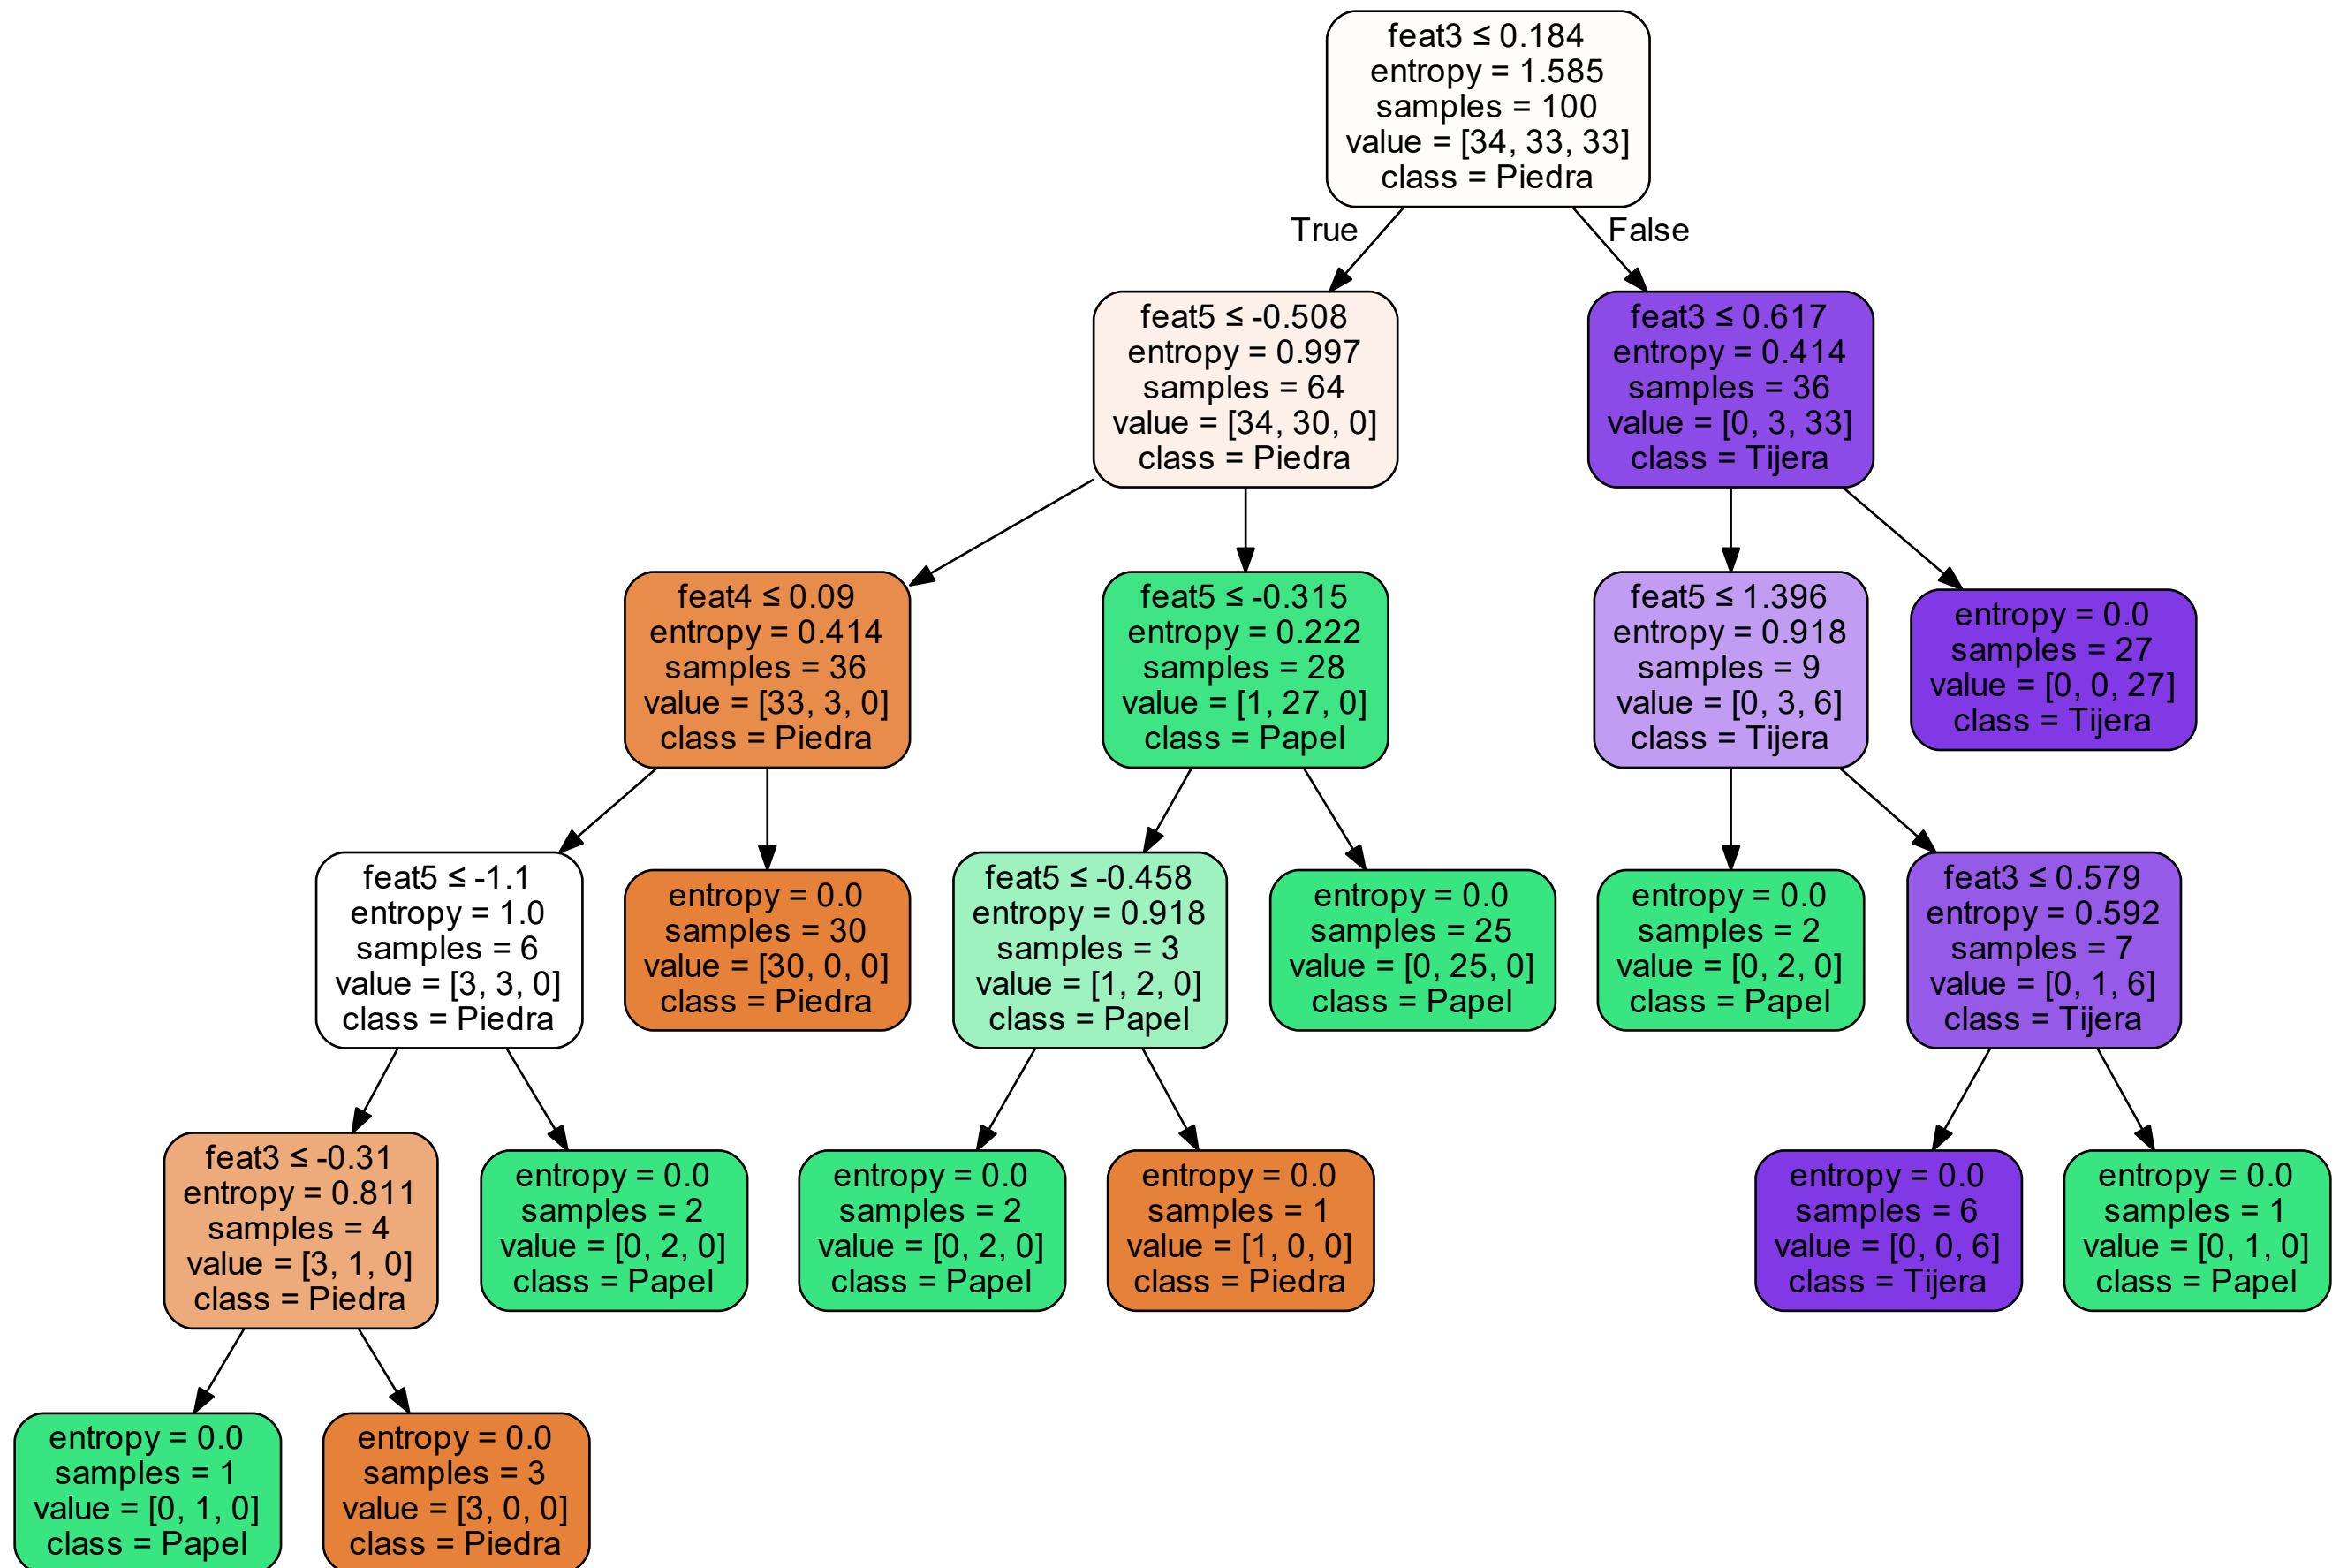 feat3 ≤ 0.184
entropy = 1.585
samples = 100
value = [34, 33, 33]
class = Piedra
True
False
feat5 ≤ -0.508
entropy = 0.997
samples = 64
value = [34, 30, 0]
class = Piedra
feat3 ≤ 0.617
entropy = 0.414
samples = 36
value = [0, 3, 33]
class = Tijera
feat4 ≤ 0.09
entropy = 0.414
samples = 36
value = [33, 3, 0]
class = Piedra
feat5 ≤ -0.315
entropy = 0.222
samples = 28
value = [1, 27, 0]
class = Papel
feat5 ≤ 1.396
entropy = 0.918
samples = 9
value = [0, 3, 6]
class = Tijera
entropy = 0.0
samples = 27
value = [0, 0, 27]
class = Tijera
feat5 ≤ -1.1
entropy = 1.0
samples = 6
value = [3, 3, 0]
class = Piedra
entropy = 0.0
samples = 30
value = [30, 0, 0]
class = Piedra
feat5 ≤ -0.458
entropy = 0.918
samples = 3
value = [1, 2, 0]
class = Papel
entropy = 0.0
samples = 25
value = [0, 25, 0]
class = Papel
entropy = 0.0
samples = 2
value = [0, 2, 0]
class = Papel
feat3 ≤ 0.579
entropy = 0.592
samples = 7
value = [0, 1, 6]
class = Tijera
feat3 ≤ -0.31
entropy = 0.811
samples = 4
value = [3, 1, 0]
class = Piedra
entropy = 0.0
samples = 2
value = [0, 2, 0]
class = Papel
entropy = 0.0
samples = 2
value = [0, 2, 0]
class = Papel
entropy = 0.0
samples = 1
value = [1, 0, 0]
class = Piedra
entropy = 0.0
samples = 6
value = [0, 0, 6]
class = Tijera
entropy = 0.0
samples = 1
value = [0, 1, 0]
class = Papel
entropy = 0.0
samples = 1
value = [0, 1, 0]
class = Papel
entropy = 0.0
samples = 3
value = [3, 0, 0]
class = Piedra